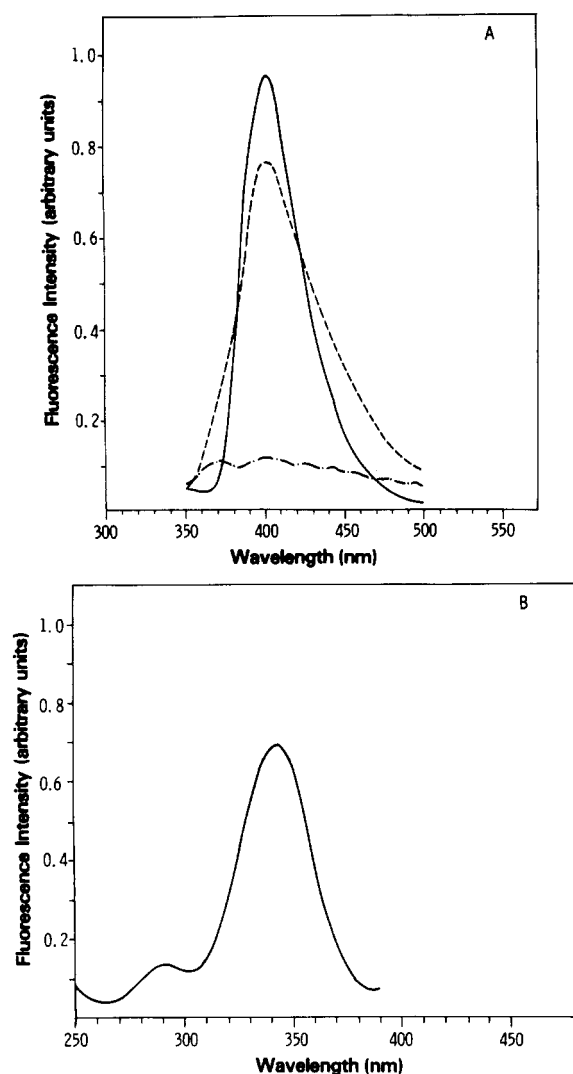 A
Fluorescence Intensity (arbitrary units)
1.0
0.8
0.6
0.4
0.2
300 350 400 450 500 550
Wavelength (nm)
B
Fluorescence Intensity (arbitrary units)
1.0
0.8
0.6
0.4
0.2
250 300 350 400 450
Wavelength (nm)